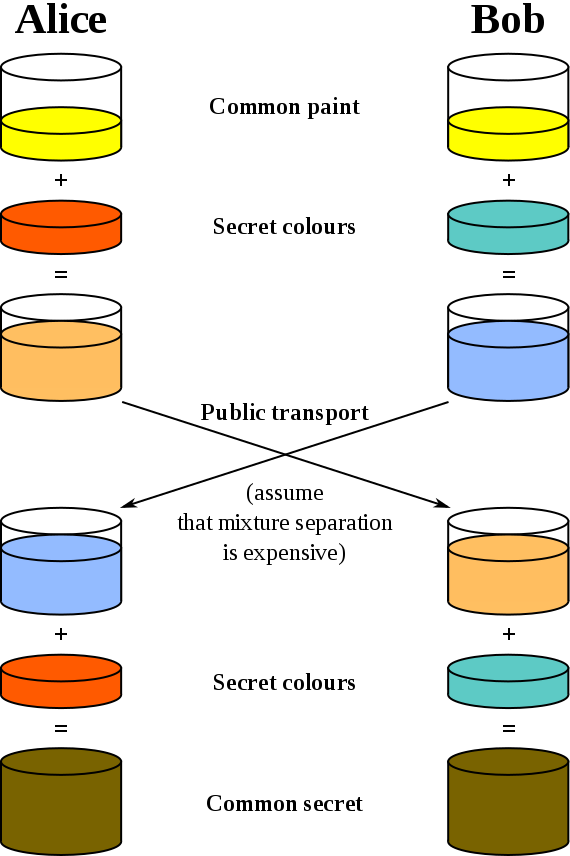 Alice Bob
Common paint
+ +
Secret colours
= =
Public transport
(assume
that mixture separation
is expensive)
+ +
Secret colours
= =
Common secret